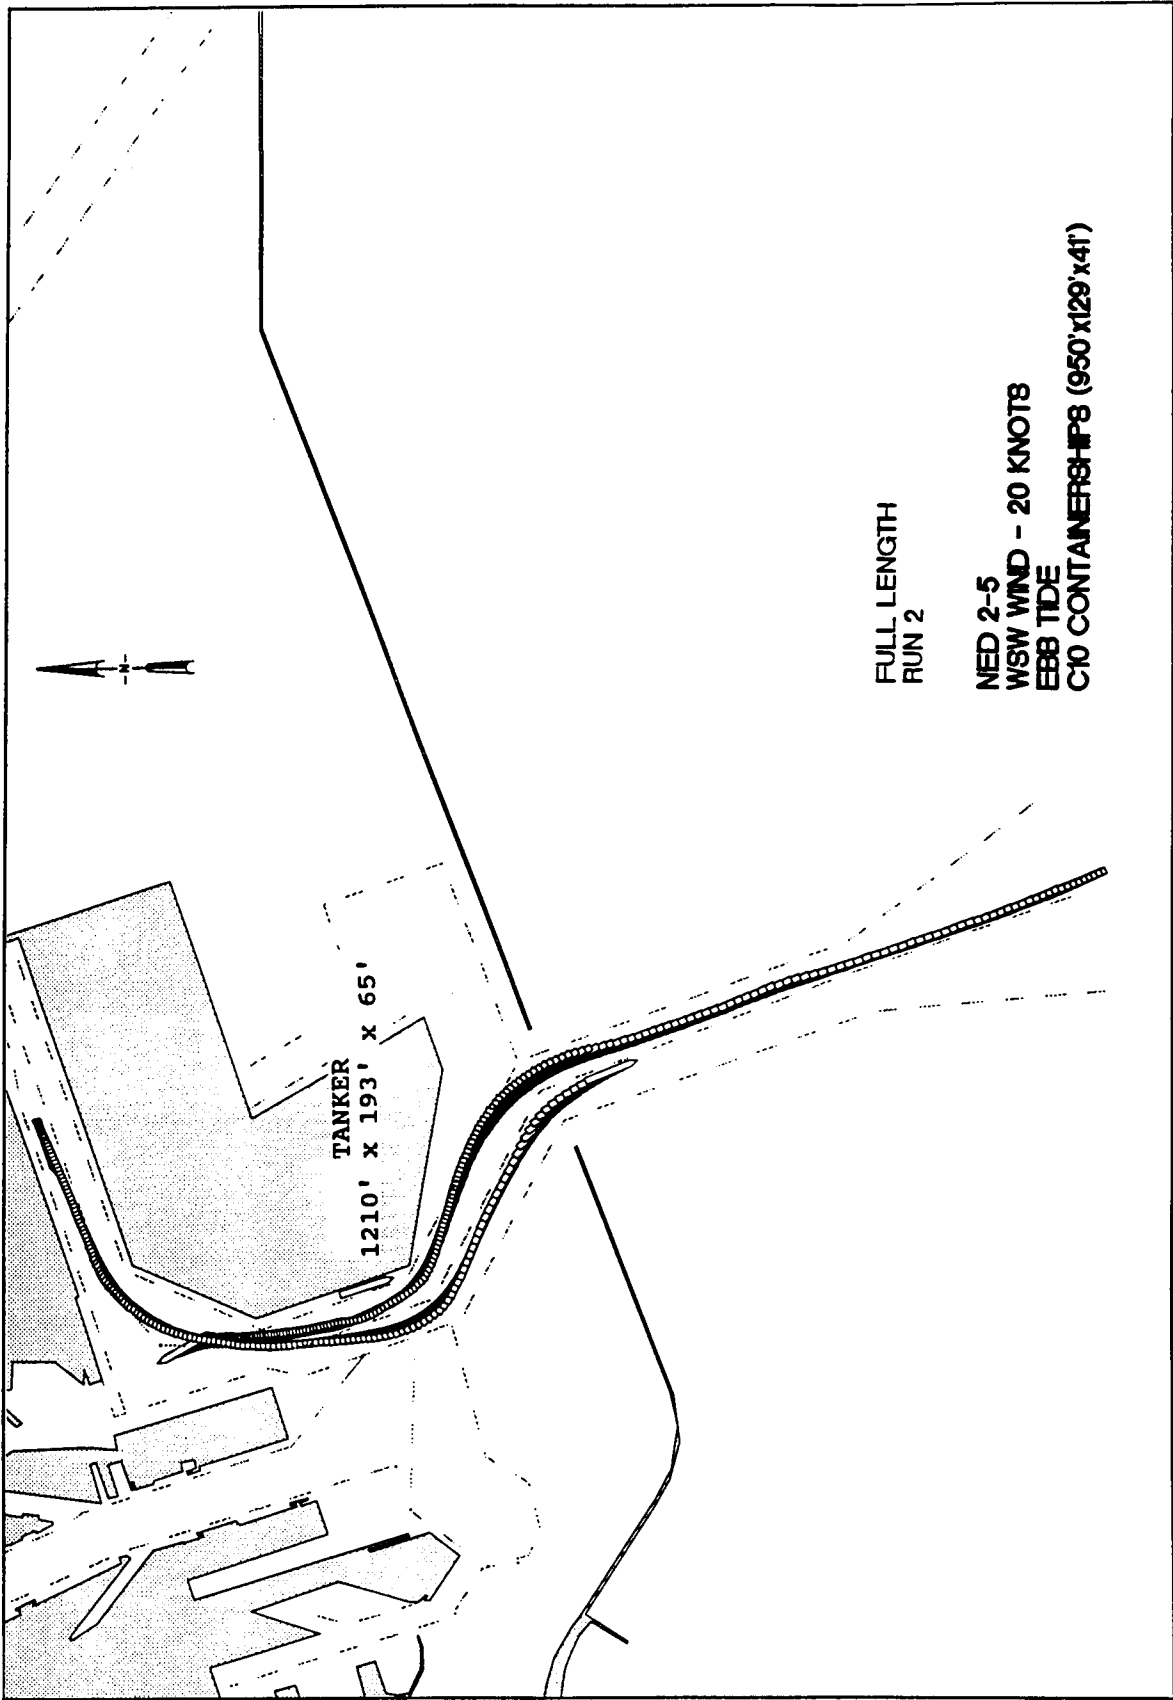 -N-
TANKER
1210' x 193' x 65'
FULL LENGTH
RUN 2
NED 2-5
WSW WIND - 20 KNOTS
EBB TIDE
C10 CONTAINERSHIPS (950'x129'x41')